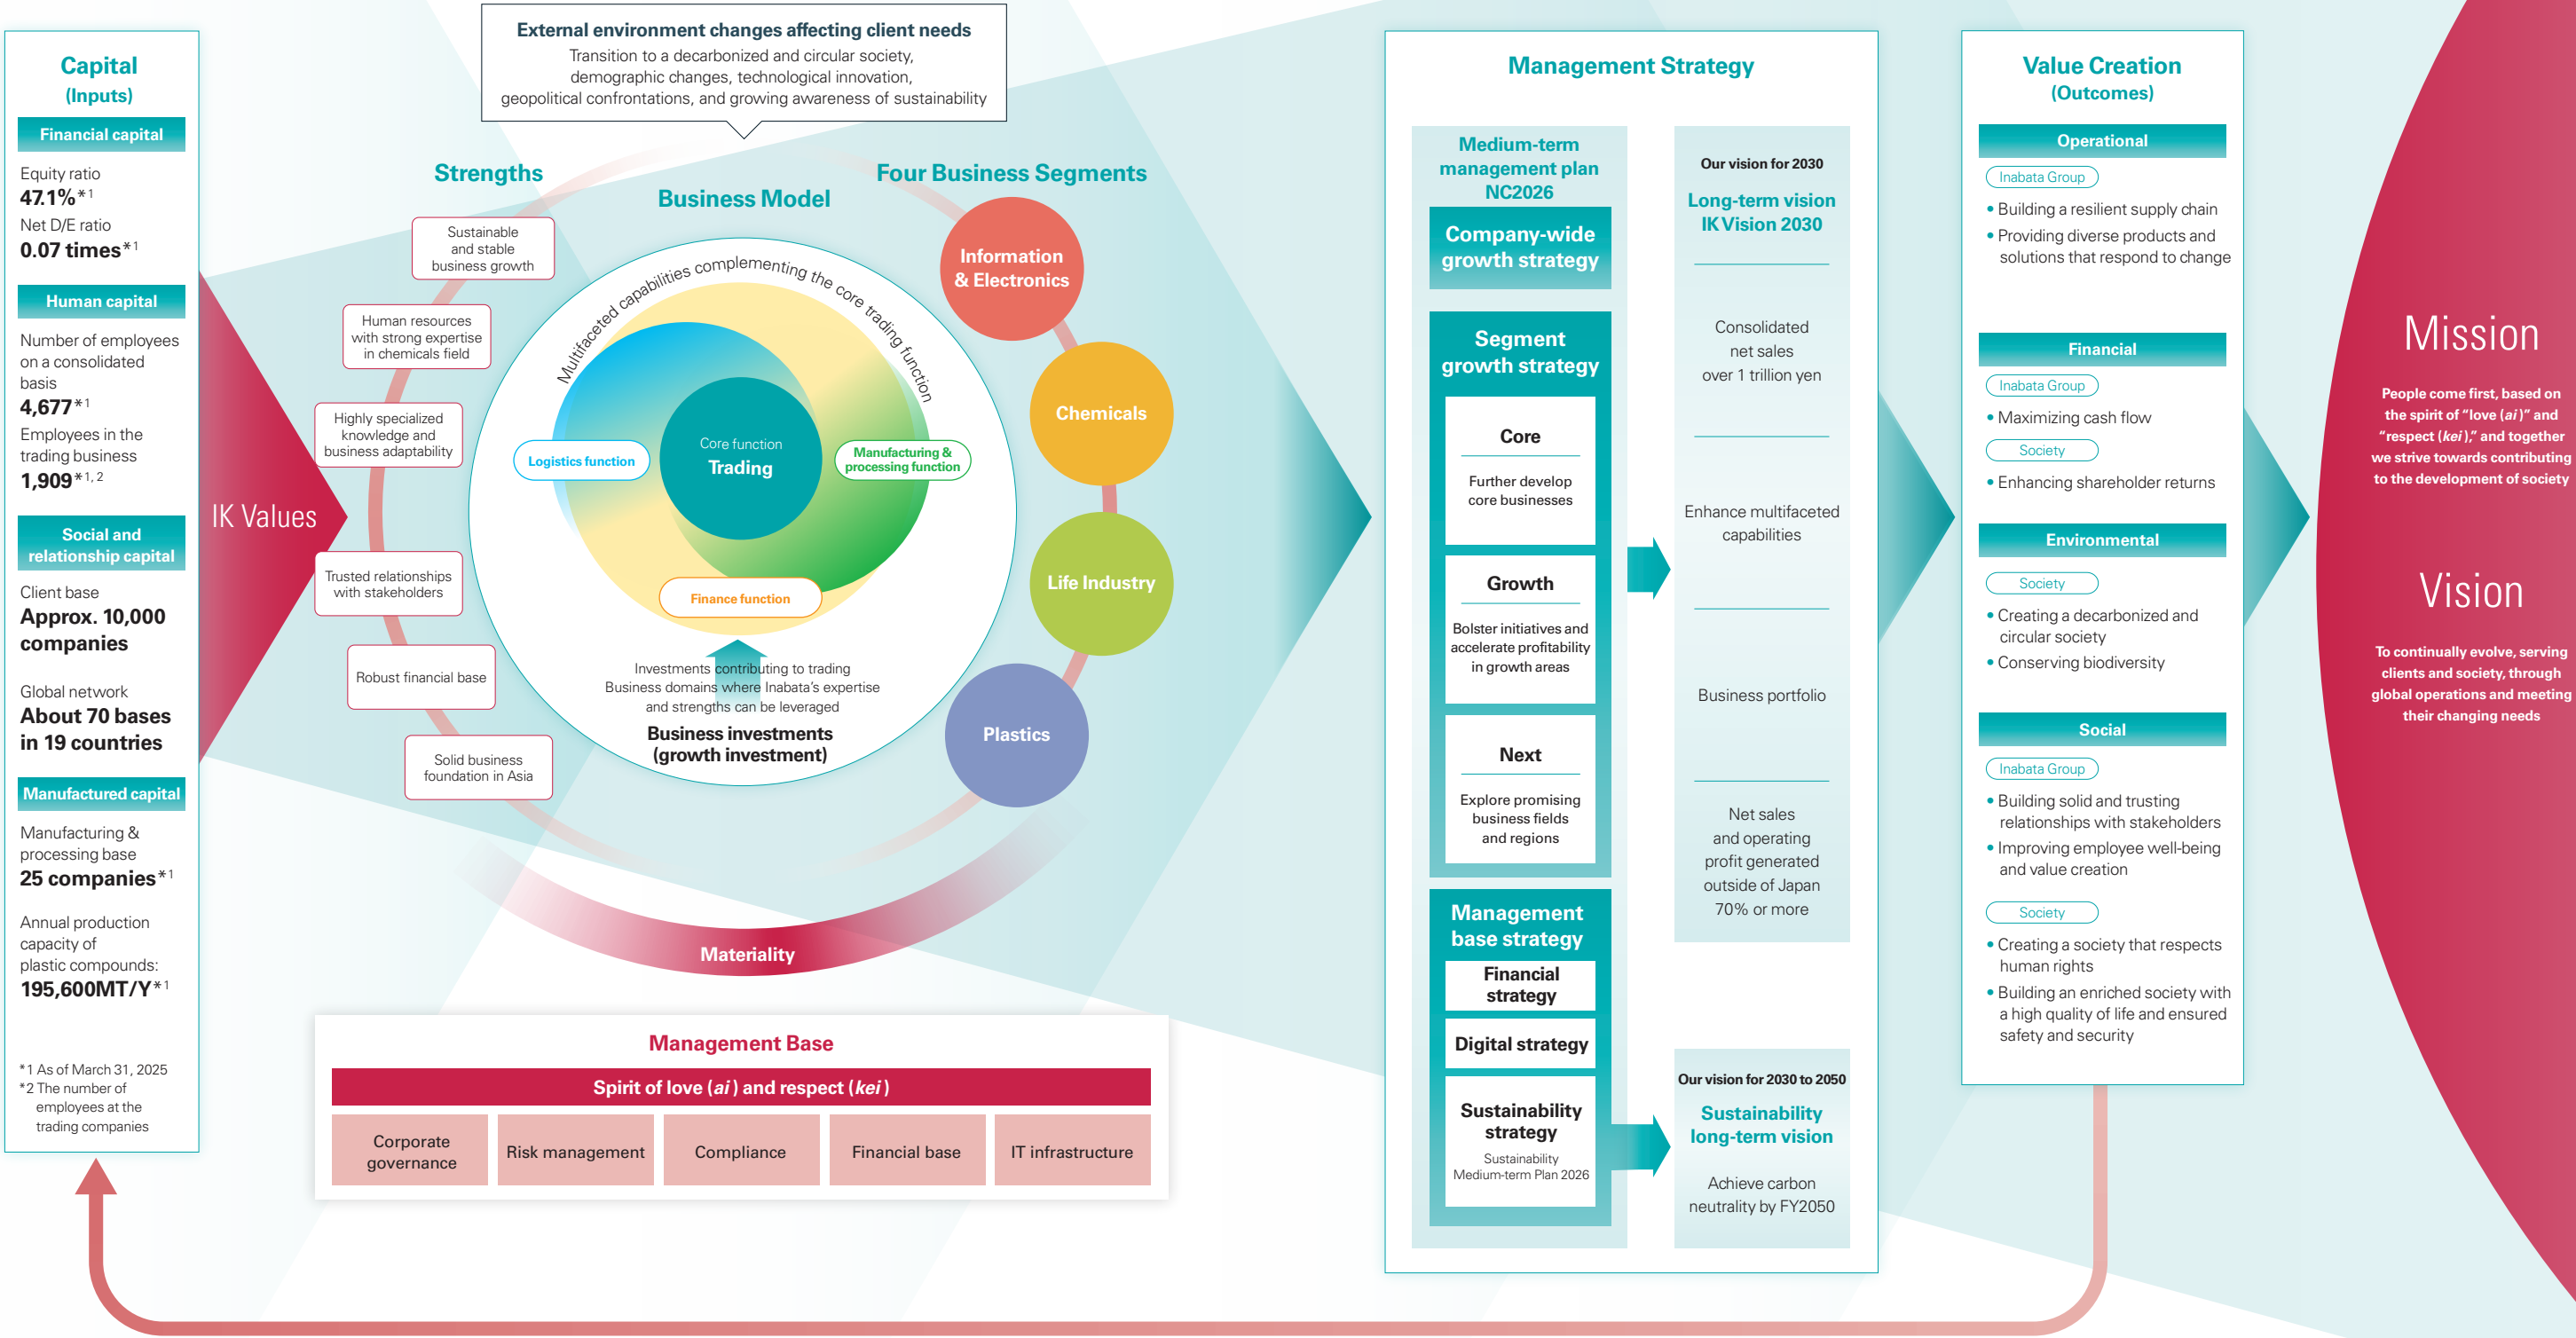 Capital
(Inputs)
Financial capital
Equity ratio
47.1%*1
Net D/E ratio
0.07 times*1
Human capital
Number of employees
on a consolidated
basis
4,677*1
Employees in the
trading business
1,909*1, 2
Social and
relationship capital
Client base
Approx. 10,000
companies
Global network
About 70 bases
in 19 countries
Manufactured capital
Manufacturing &
processing base
25 companies*1
Annual production
capacity of
plastic compounds:
195,600MT/Y*1
*1 As of March 31, 2025
*2 The number of
employees at the
trading companies
IK Values
External environment changes affecting client needs
Transition to a decarbonized and circular society,
demographic changes, technological innovation,
geopolitical confrontations, and growing awareness of sustainability
Strengths
Sustainable
and stable
business growth
Human resources
with strong expertise
in chemicals field
Highly specialized
knowledge and
business adaptability
Trusted relationships
with stakeholders
Robust financial base
Solid business
foundation in Asia
Business Model
Multifaceted capabilities complementing the core trading function
Core function
Trading
Logistics function
Manufacturing &
processing function
Finance function
Investments contributing to trading
Business domains where Inabata's expertise
and strengths can be leveraged
Business investments
(growth investment)
Four Business Segments
Information
& Electronics
Chemicals
Life Industry
Plastics
Materiality
Management Base
Spirit of love (ai) and respect (kei)
Corporate
governance
Risk management
Compliance
Financial base
IT infrastructure
Management Strategy
Medium-term
management plan
NC2026
Company-wide
growth strategy
Segment
growth strategy
Core
Further develop
core businesses
Growth
Bolster initiatives and
accelerate profitability
in growth areas
Next
Explore promising
business fields
and regions
Management
base strategy
Financial
strategy
Digital strategy
Sustainability
strategy
Sustainability
Medium-term Plan 2026
Our vision for 2030
Long-term vision
IK Vision 2030
Consolidated
net sales
over 1 trillion yen
Enhance multifaceted
capabilities
Business portfolio
Net sales
and operating
profit generated
outside of Japan
70% or more
Our vision for 2030 to 2050
Sustainability
long-term vision
Achieve carbon
neutrality by FY2050
Value Creation
(Outcomes)
Operational
Inabata Group
• Building a resilient supply chain
• Providing diverse products and
solutions that respond to change
Financial
Inabata Group
• Maximizing cash flow
Society
• Enhancing shareholder returns
Environmental
Society
• Creating a decarbonized and
circular society
• Conserving biodiversity
Social
Inabata Group
• Building solid and trusting
relationships with stakeholders
• Improving employee well-being
and value creation
Society
• Creating a society that respects
human rights
• Building an enriched society with
a high quality of life and ensured
safety and security
Mission
People come first, based on
the spirit of "love (ai)" and
"respect (kei)," and together
we strive towards contributing
to the development of society
Vision
To continually evolve, serving
clients and society, through
global operations and meeting
their changing needs